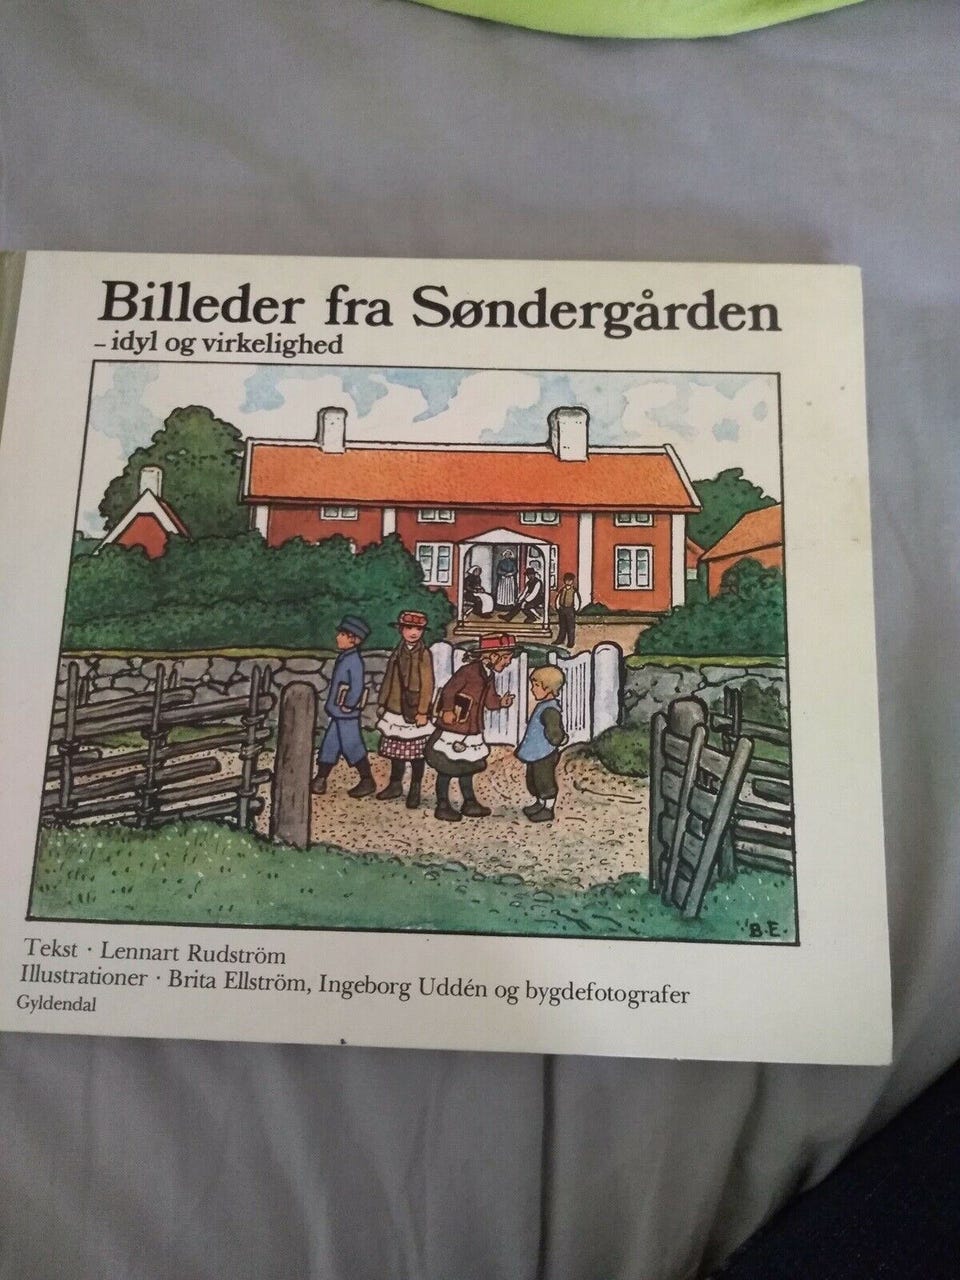 Billeder fra Søndergården
– idyl og virkelighed
B.E.
Tekst · Lennart Rudström
Illustrationer · Brita Ellström, Ingeborg Uddén og bygdefotografer
Gyldendal